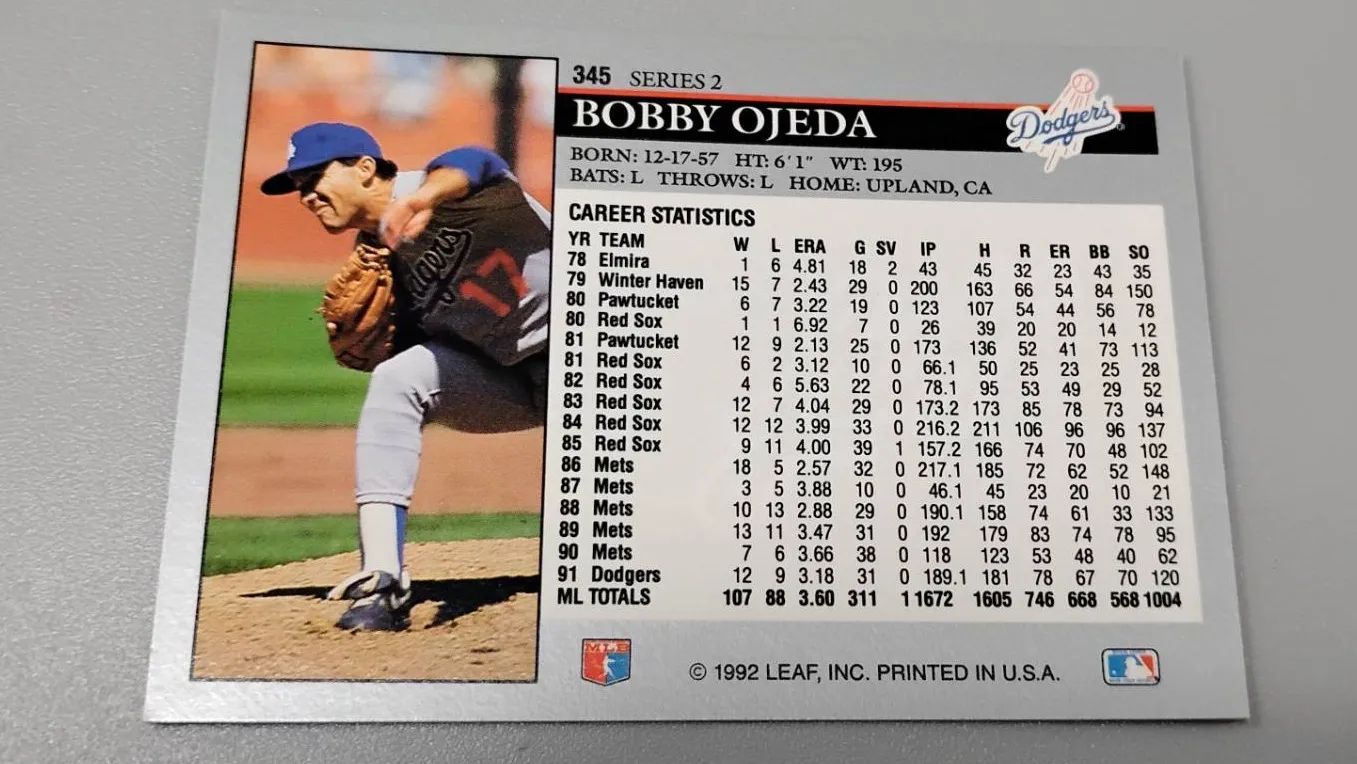 345 SERIES 2
BOBBY OJEDA
Dodgers
BORN: 12-17-57 HT: 6'1" WT: 195
BATS: L THROWS: L HOME: UPLAND, CA
CAREER STATISTICS
YR TEAM W L ERA G SV IP H R ER BB SO
78 Elmira 1 6 4.81 18 2 43 45 32 23 43 35
79 Winter Haven 15 7 2.43 29 0 200 163 66 54 84 150
80 Pawtucket 6 7 3.22 19 0 123 107 54 44 56 78
80 Red Sox 1 1 6.92 7 0 26 39 20 20 14 12
81 Pawtucket 12 9 2.13 25 0 173 136 52 41 73 113
81 Red Sox 6 2 3.12 10 0 66.1 50 25 23 25 28
82 Red Sox 4 6 5.63 22 0 78.1 95 53 49 29 52
83 Red Sox 12 7 4.04 29 0 173.2 173 85 78 73 94
84 Red Sox 12 12 3.99 33 0 216.2 211 106 96 96 137
85 Red Sox 9 11 4.00 39 1 157.2 166 74 70 48 102
86 Mets 18 5 2.57 32 0 217.1 185 72 62 52 148
87 Mets 3 5 3.88 10 0 46.1 45 23 20 10 21
88 Mets 10 13 2.88 29 0 190.1 158 74 61 33 133
89 Mets 13 11 3.47 31 0 192 179 83 74 78 95
90 Mets 7 6 3.66 38 0 118 123 53 48 40 62
91 Dodgers 12 9 3.18 31 0 189.1 181 78 67 70 120
ML TOTALS 107 88 3.60 311 1 1672 1605 746 668 568 1004
17
MLB
© 1992 LEAF, INC. PRINTED IN U.S.A.